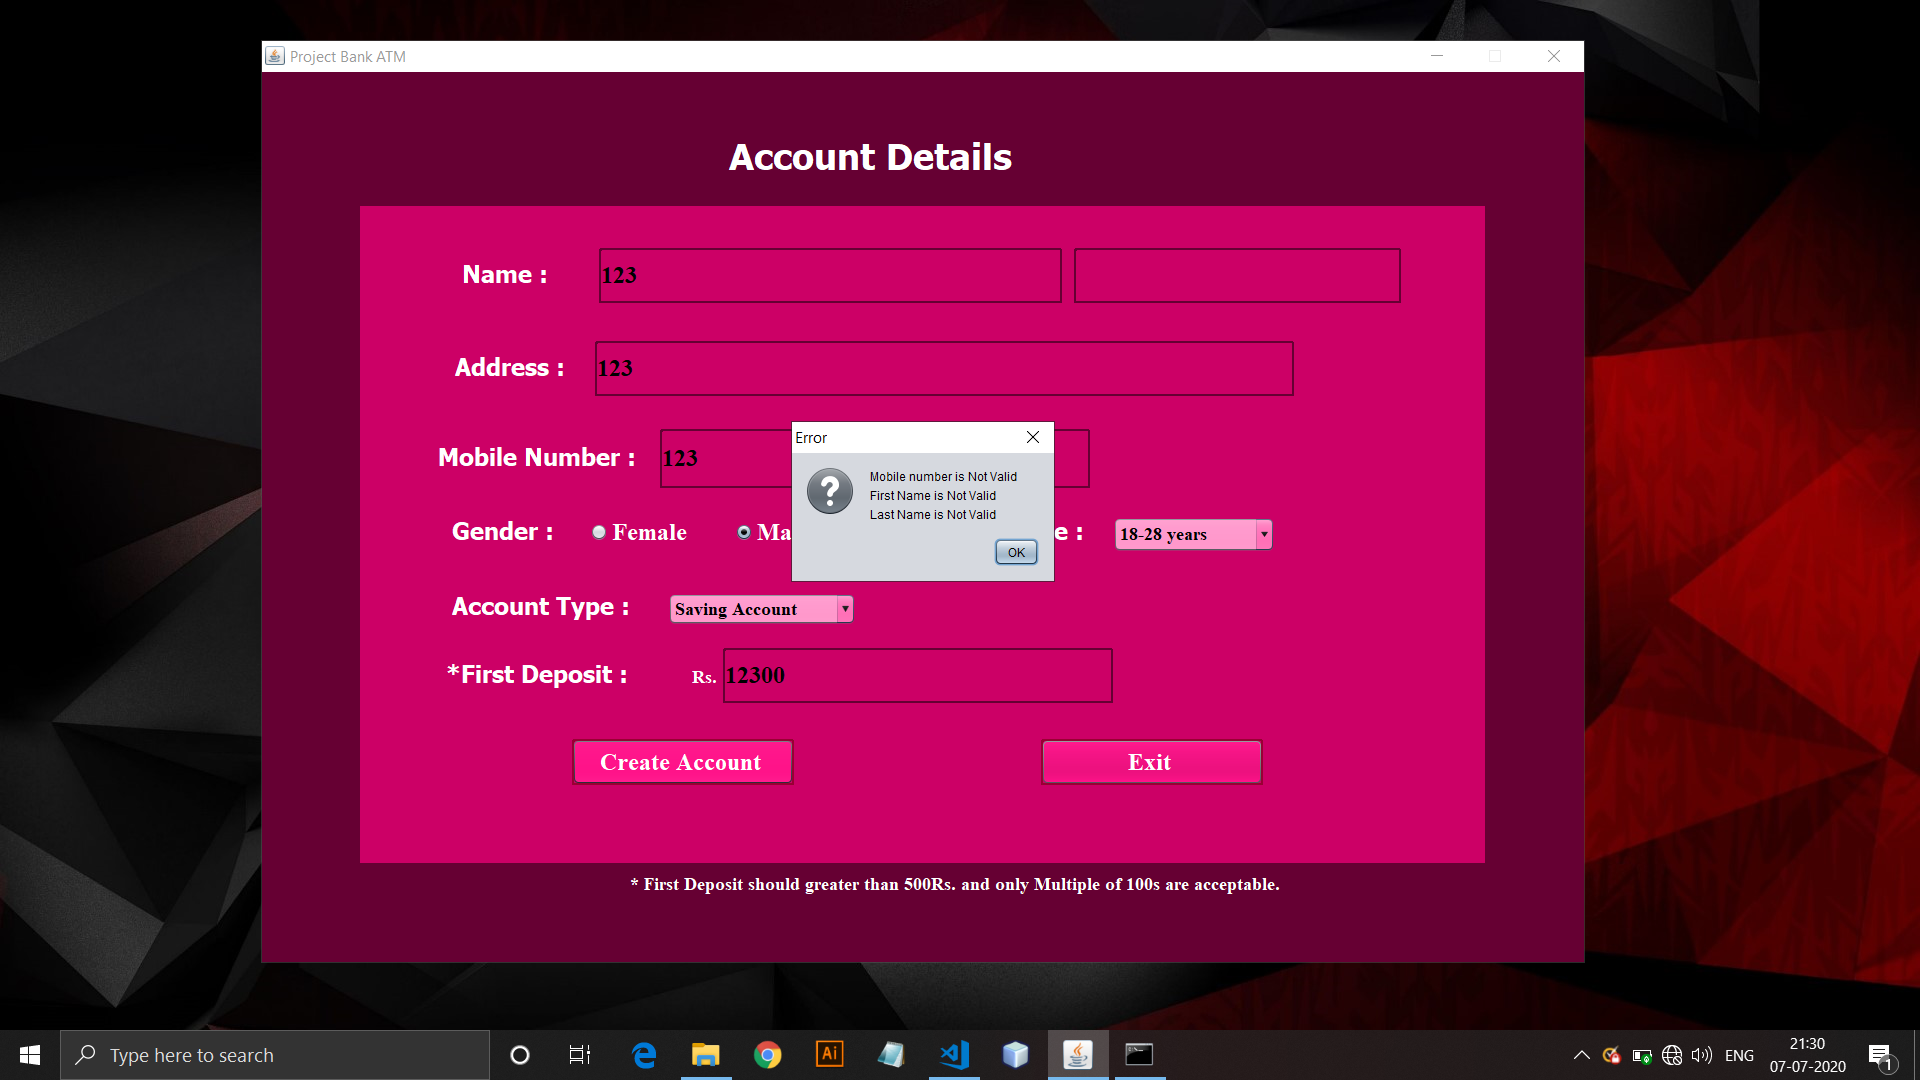 Project Bank ATM
Account Details
Name : 123
Address : 123
Mobile Number : 123
Error
Mobile number is Not Valid
First Name is Not Valid
Last Name is Not Valid
OK
Gender : Female Ma e : 18-28 years
Account Type : Saving Account
*First Deposit : Rs. 12300
Create Account Exit
* First Deposit should greater than 500Rs. and only Multiple of 100s are acceptable.
Type here to search
Ai
ENG
21:30
07-07-2020
1